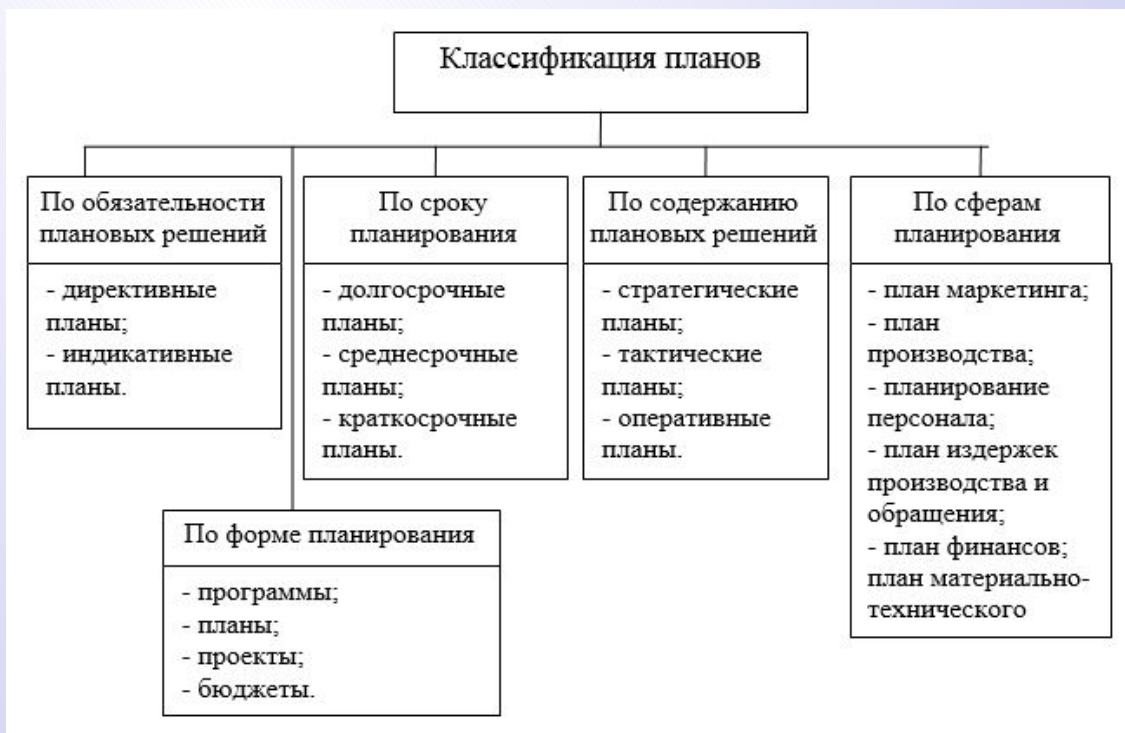 Классификация планов
По обязательности
плановых решений
- директивные
планы;
- индикативные
планы.
По сроку
планирования
- долгосрочные
планы;
- среднесрочные
планы;
- краткосрочные
планы.
По содержанию
плановых решений
- стратегические
планы;
- тактические
планы;
- оперативные
планы.
По сферам
планирования
- план маркетинга;
- план
производства;
- планирование
персонала;
- план издержек
производства и
обращения;
- план финансов;
план материально-
технического
По форме планирования
- программы;
- планы;
- проекты;
- бюджеты.